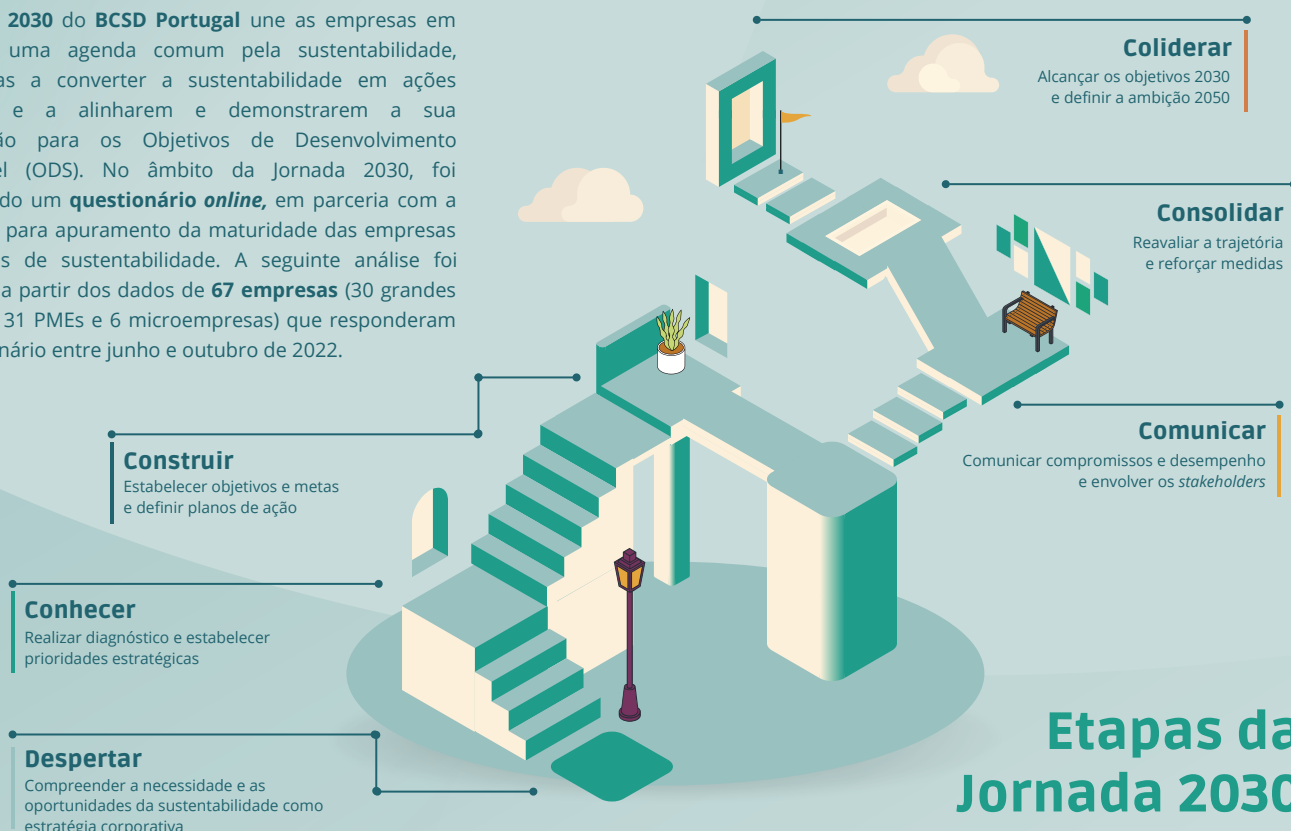 2030 do BCSD Portugal une as empresas em
uma agenda comum pela sustentabilidade,
a converter a sustentabilidade em ações
e a alinharem e demonstrarem a sua
para os Objetivos de Desenvolvimento
(ODS). No âmbito da Jornada 2030, foi
um questionário online, em parceria com a
para apuramento da maturidade das empresas
de sustentabilidade. A seguinte análise foi
a partir dos dados de 67 empresas (30 grandes
31 PMEs e 6 microempresas) que responderam
entre junho e outubro de 2022.
Coliderar
Alcançar os objetivos 2030
e definir a ambição 2050
Consolidar
Reavaliar a trajetória
e reforçar medidas
Comunicar
Comunicar compromissos e desempenho
e envolver os stakeholders
Construir
Estabelecer objetivos e metas
e definir planos de ação
Conhecer
Realizar diagnóstico e estabelecer
prioridades estratégicas
Despertar
Compreender a necessidade e as
oportunidades da sustentabilidade como
estratégia corporativa
Etapas da
Jornada 2030